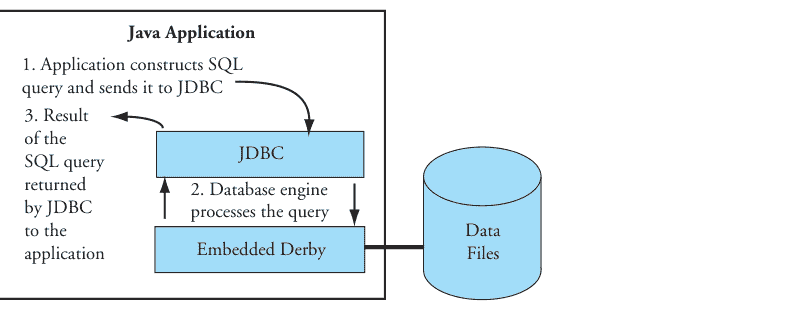 Java Application
1. Application constructs SQL
query and sends it to JDBC
3. Result
of the
SQL query
returned
by JDBC
to the
application
JDBC
2. Database engine
processes the query
Embedded Derby
Data
Files